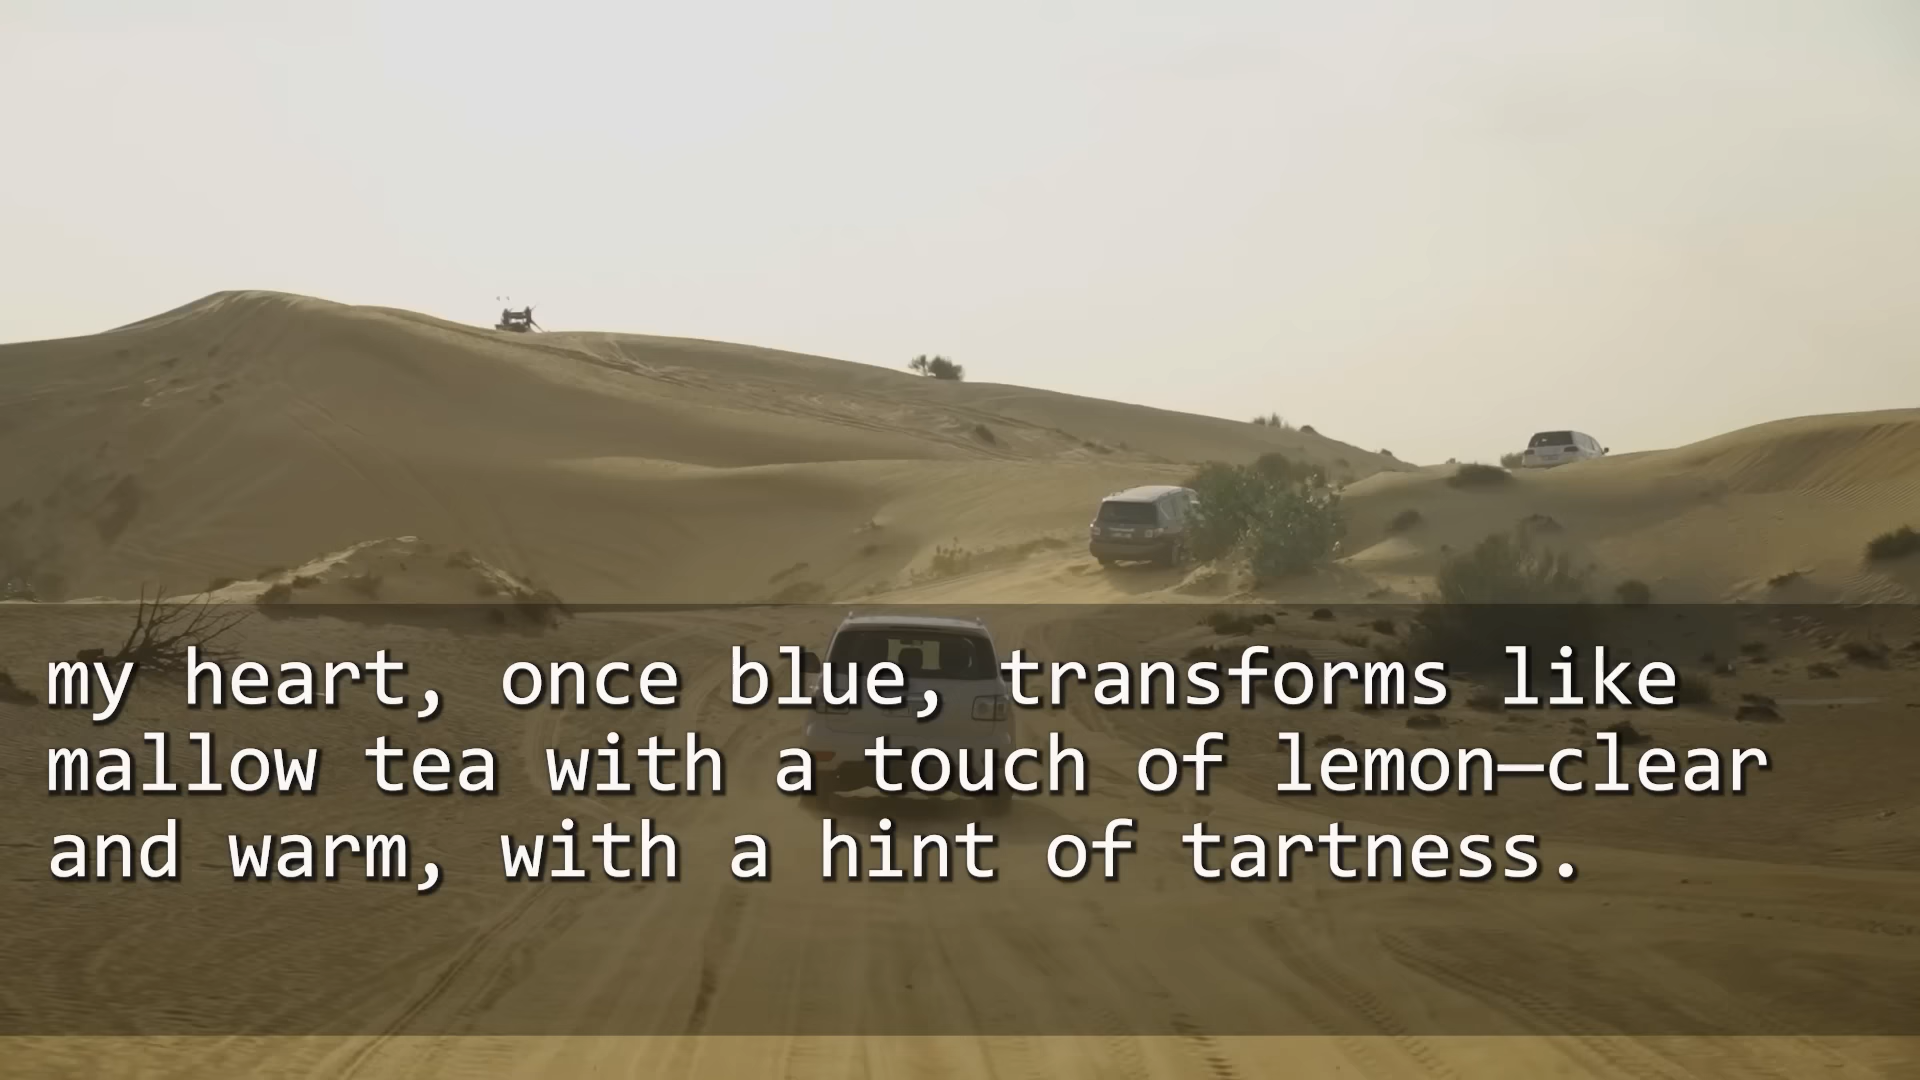 my heart, once blue, transforms like
mallow tea with a touch of lemon—clear
and warm, with a hint of tartness.